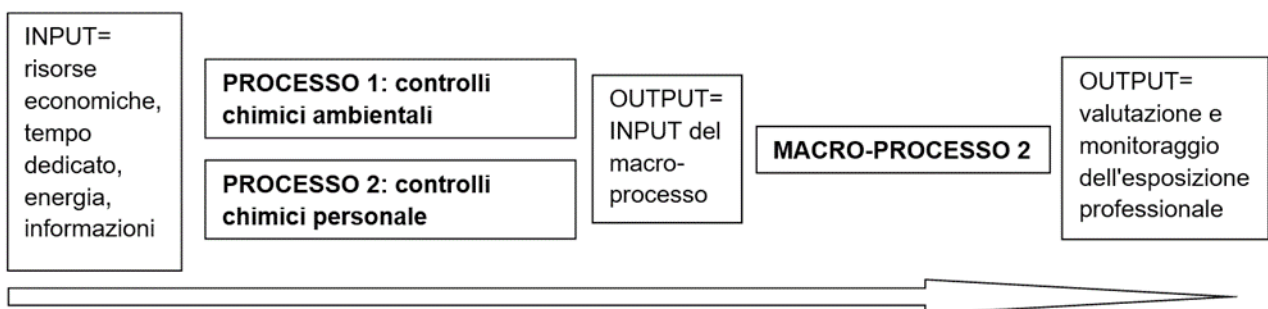 INPUT=
risorse
economiche,
tempo
dedicato,
energia,
informazioni
PROCESSO 1: controlli
chimici ambientali
PROCESSO 2: controlli
chimici personale
OUTPUT=
INPUT del
macro-
processo
MACRO-PROCESSO 2
OUTPUT=
valutazione e
monitoraggio
dell'esposizione
professionale